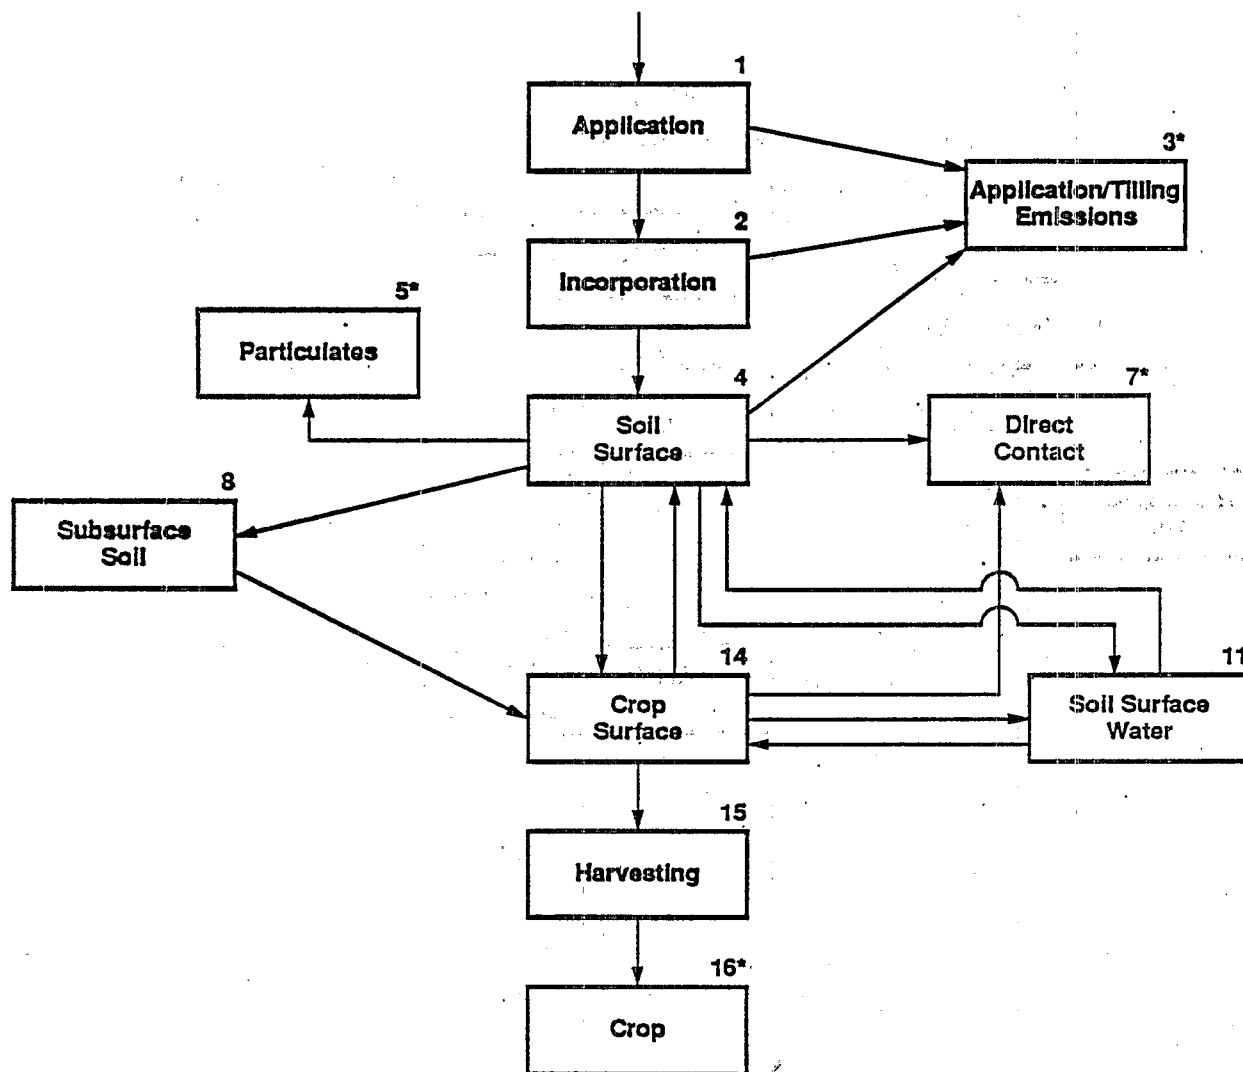 1
Application
3*
Application/Tilling
Emissions
2
Incorporation
5*
Particulates
4
Soil
Surface
7*
Direct
Contact
8
Subsurface
Soil
14
Crop
Surface
11
Soil Surface
Water
15
Harvesting
16*
Crop